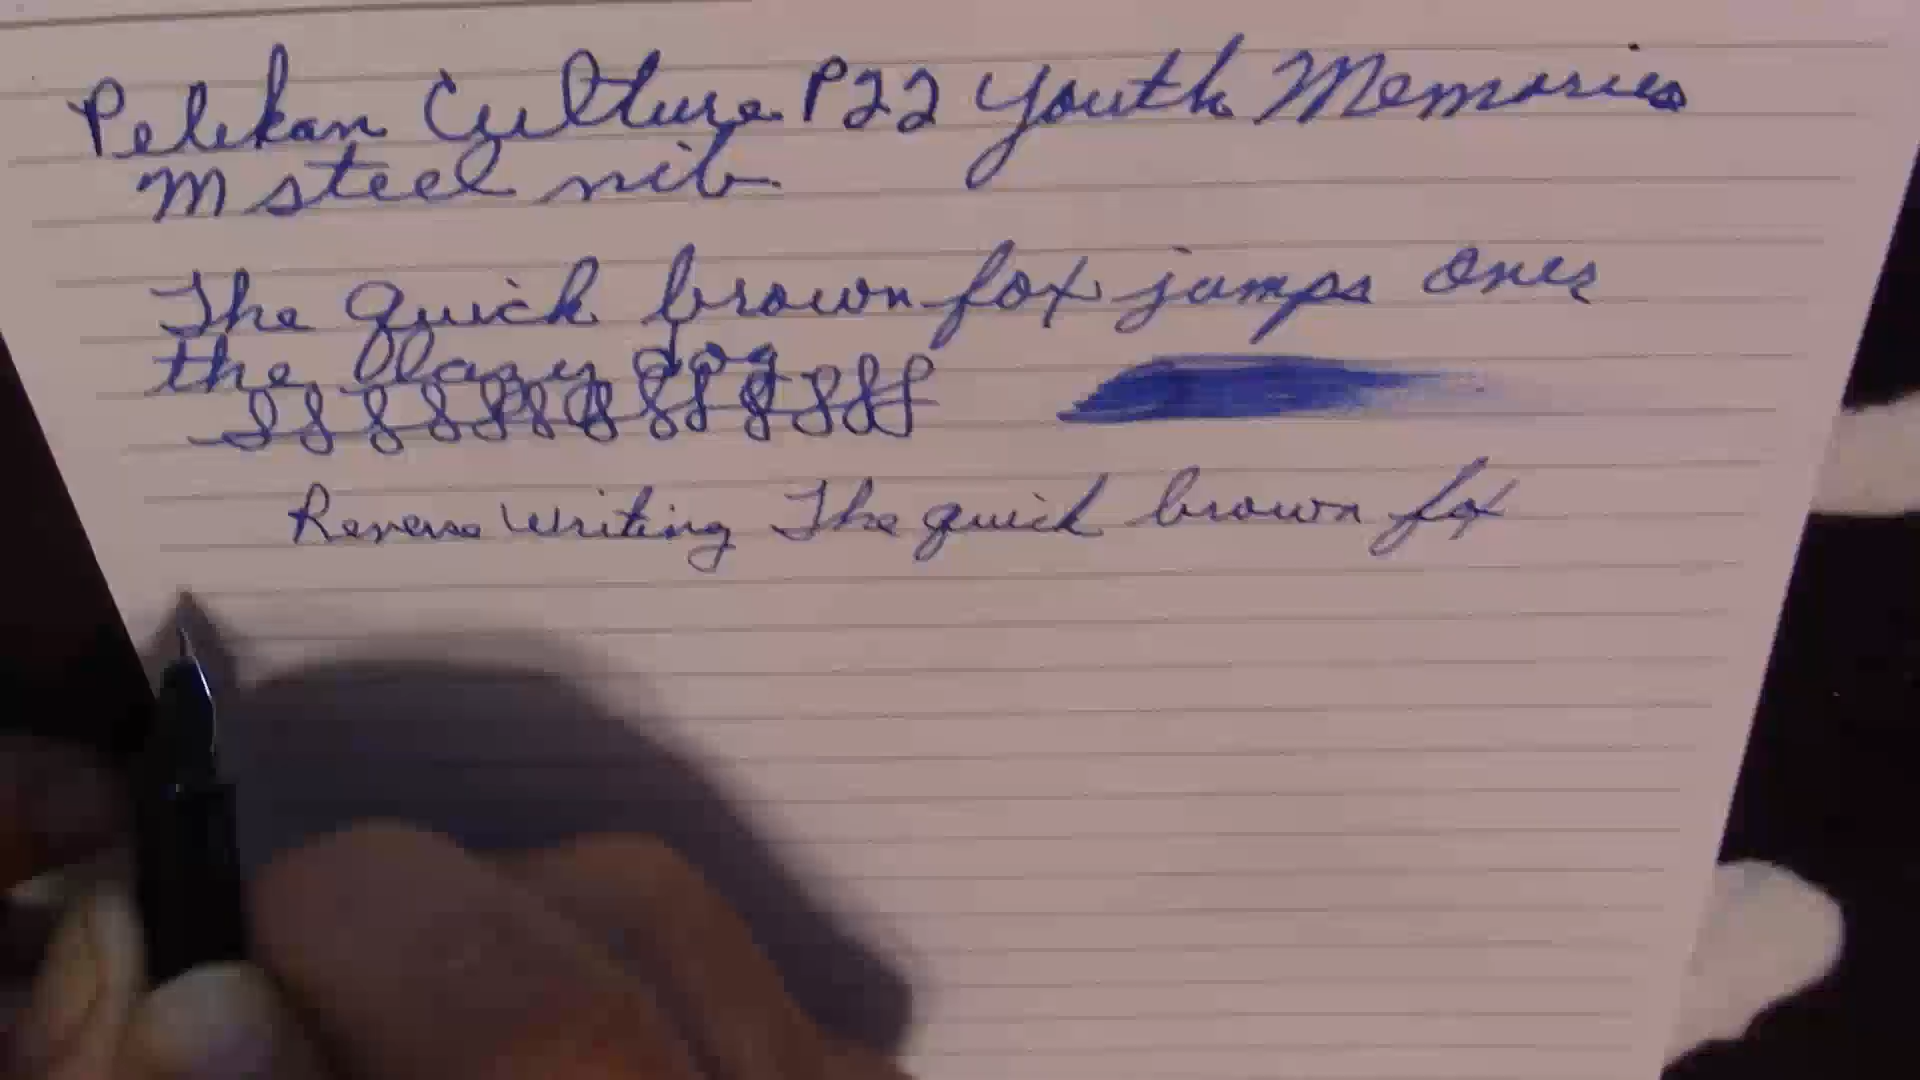 Pelikan Culture P22 Youth Memories
M steel nib
The quick brown fox jumps over
the lazy dog
Reverse Writing The quick brown fox